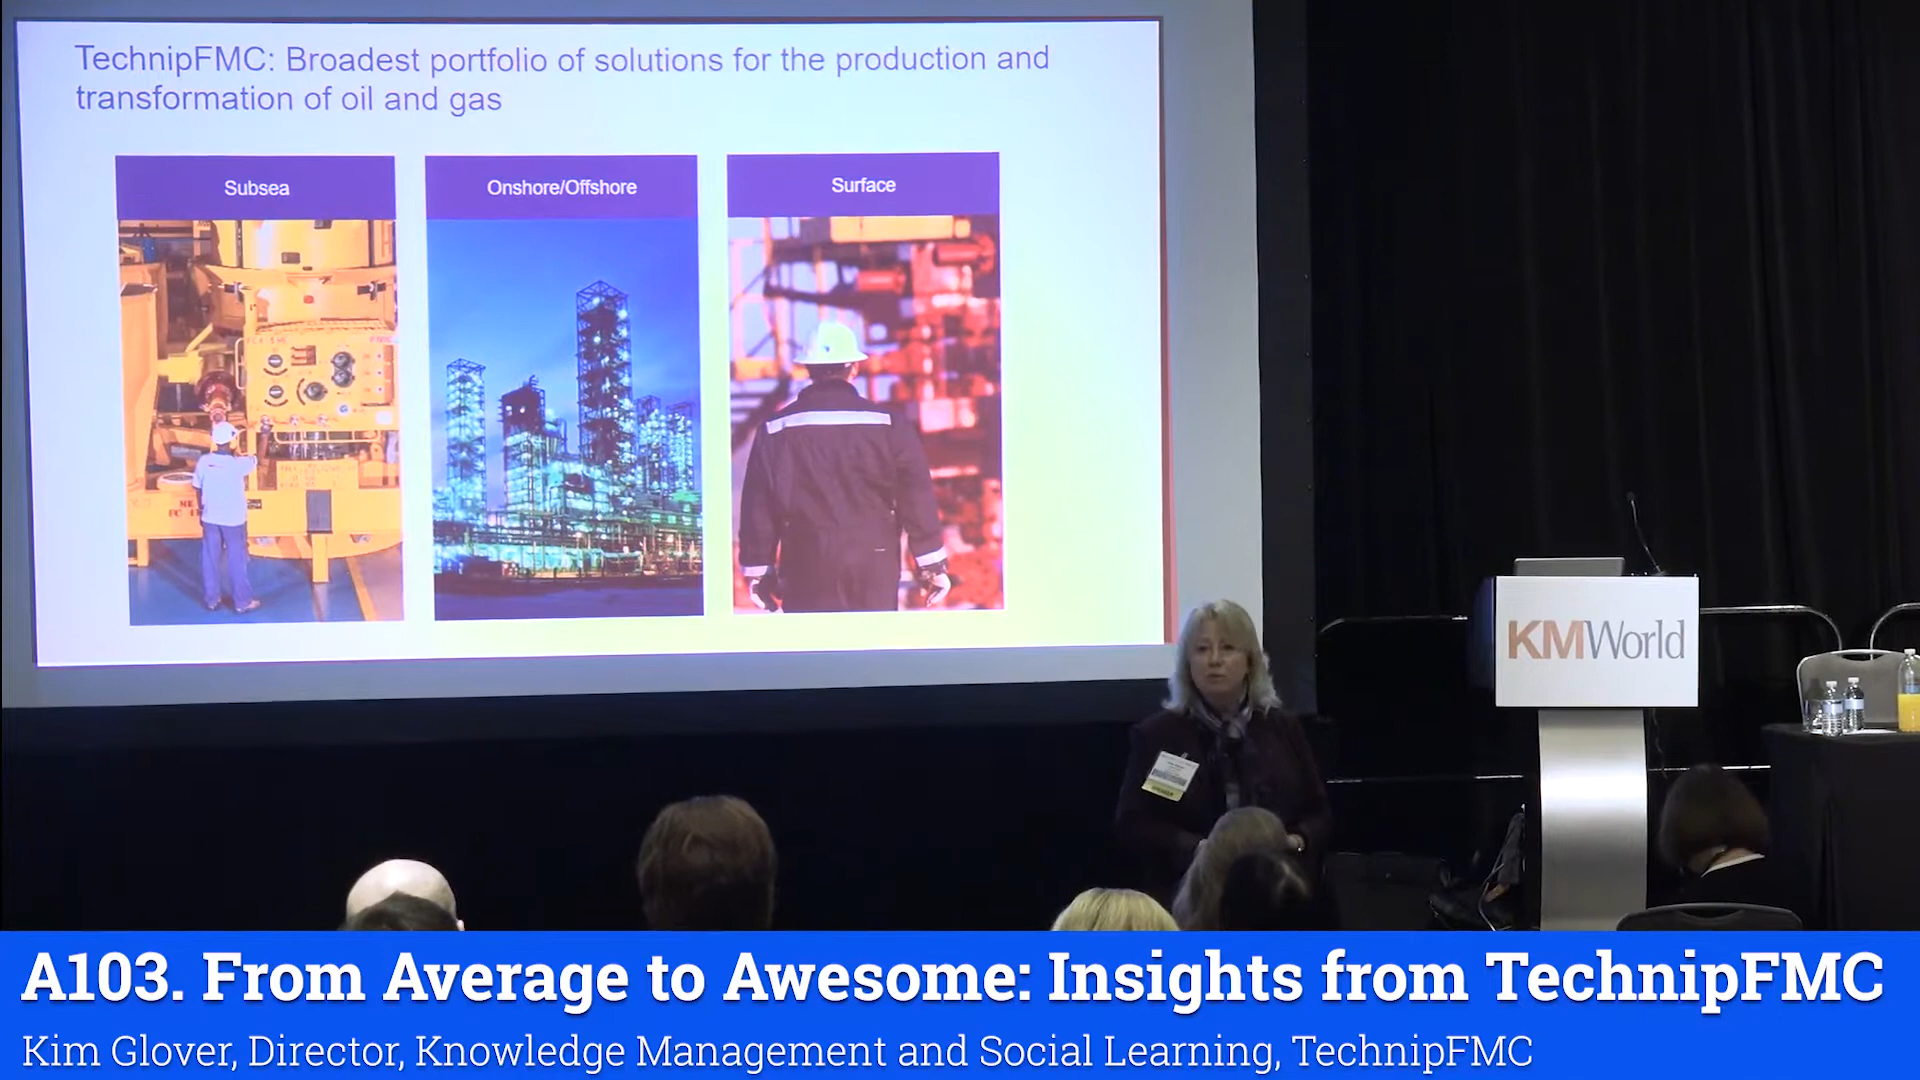 TechnipFMC: Broadest portfolio of solutions for the production and
transformation of oil and gas
Subsea
Onshore/Offshore
Surface
KMWorld
A103. From Average to Awesome: Insights from TechnipFMC
Kim Glover, Director, Knowledge Management and Social Learning, TechnipFMC